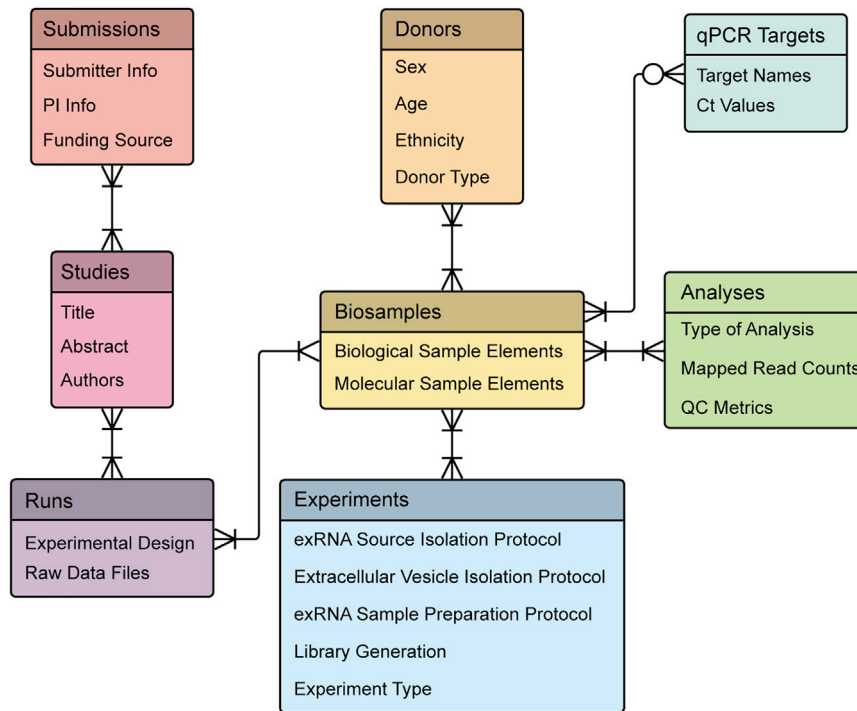 Submissions
Submitter Info
PI Info
Funding Source
Donors
Sex
Age
Ethnicity
Donor Type
qPCR Targets
Target Names
Ct Values
Studies
Title
Abstract
Authors
Biosamples
Biological Sample Elements
Molecular Sample Elements
Analyses
Type of Analysis
Mapped Read Counts
QC Metrics
Runs
Experimental Design
Raw Data Files
Experiments
exRNA Source Isolation Protocol
Extracellular Vesicle Isolation Protocol
exRNA Sample Preparation Protocol
Library Generation
Experiment Type